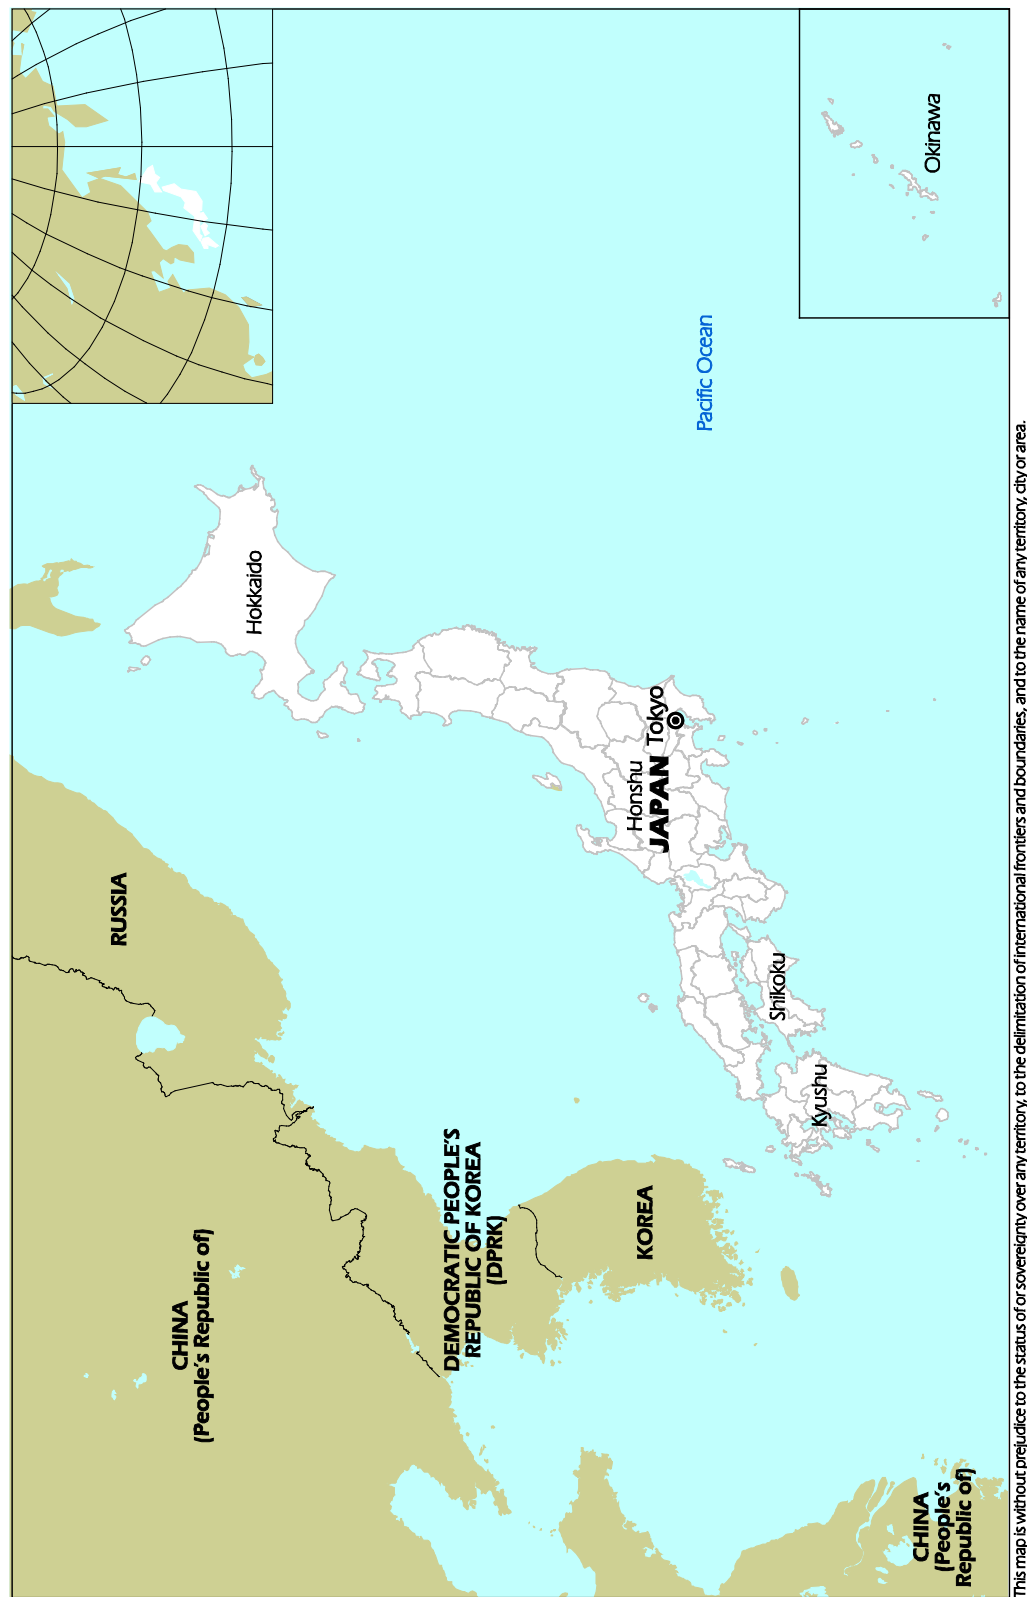 Hokkaido
Okinawa
Pacific Ocean
RUSSIA
Honshu
JAPAN
Tokyo
Shikoku
Kyushu
CHINA
(People's Republic of)
DEMOCRATIC PEOPLE'S
REPUBLIC OF KOREA
(DPRK)
KOREA
CHINA
(People's
Republic of)
This map is without prejudice to the status of or sovereignty over any territory, to the delimitation of international frontiers and boundaries, and to the name of any territory, city or area.